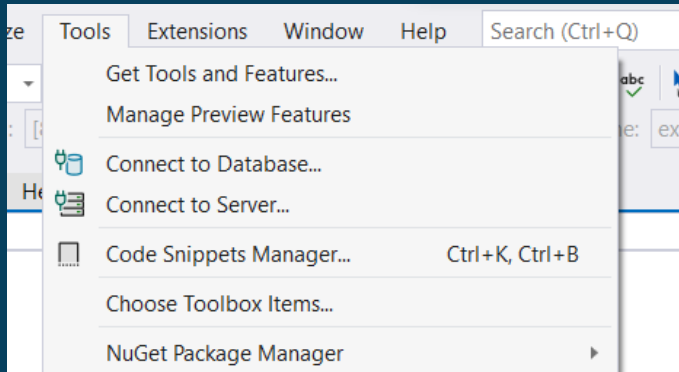 Tools Extensions Window Help Search (Ctrl+Q)
Get Tools and Features...
abc
Manage Preview Features
Connect to Database...
Connect to Server...
Code Snippets Manager... Ctrl+K, Ctrl+B
Choose Toolbox Items...
NuGet Package Manager